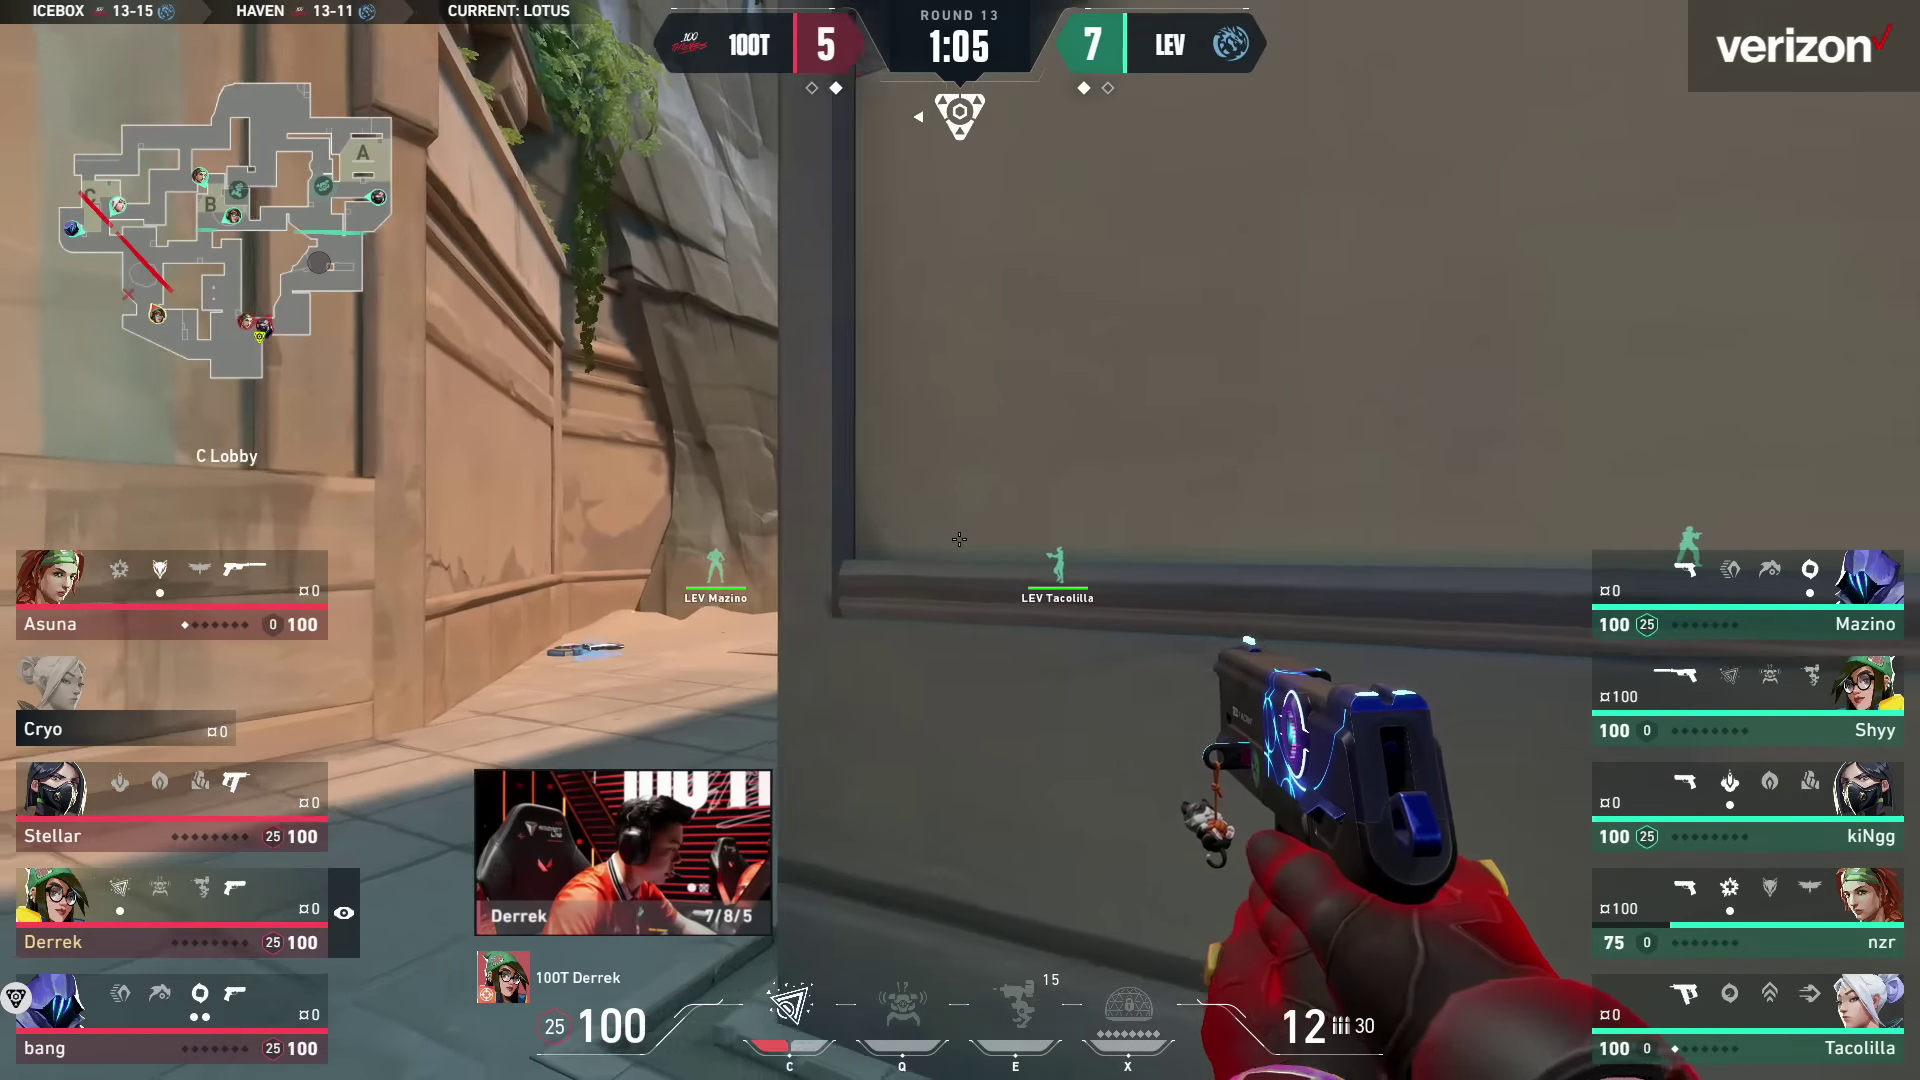 ICEBOX 13-15 HAVEN 13-11 CURRENT: LOTUS
100 THIEVES 100T 5 ROUND 13 1:05 7 LEV
verizon
A
B
C
C Lobby
LEV Mazino
LEV Tacolilla
Asuna 0 0 100
Cryo 0
Stellar 0 25 100
Derrek 0 25 100
bang 0 25 100
0 100 25 Mazino
100 100 0 Shyy
0 100 25 kiNgg
100 75 0 nzr
0 100 0 Tacolilla
Derrek 7/8/5
100T Derrek
25 100
15
C Q E X
12 30